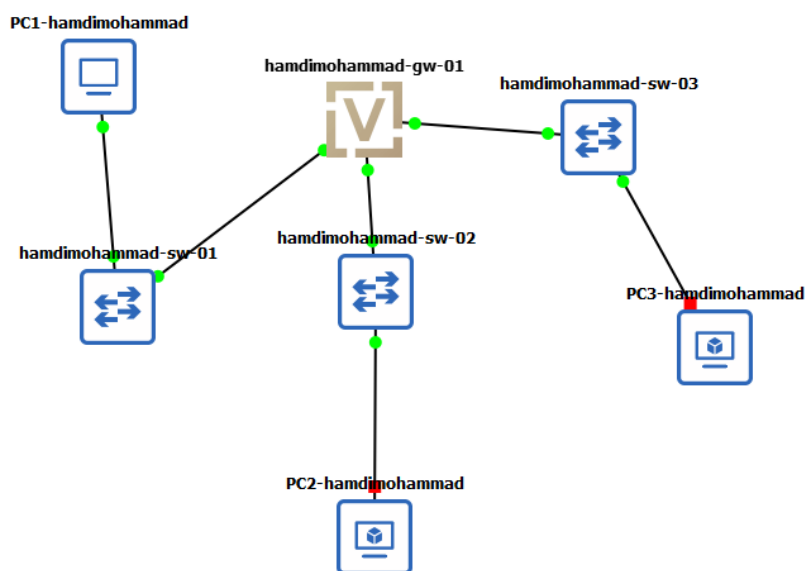 PC1-hamdimohammad
hamdimohammad-gw-01
hamdimohammad-sw-03
hamdimohammad-sw-01
hamdimohammad-sw-02
PC3-hamdimohammad
PC2-hamdimohammad
V